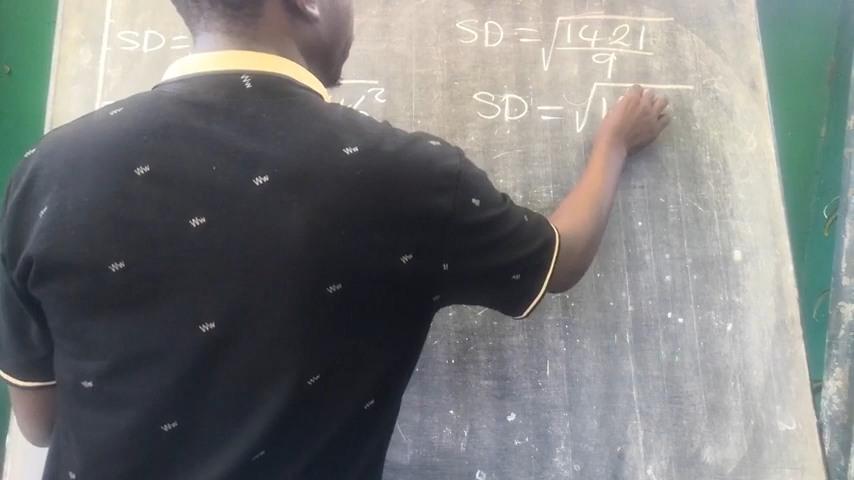 SD =
SD = √1421/9
SD = √1